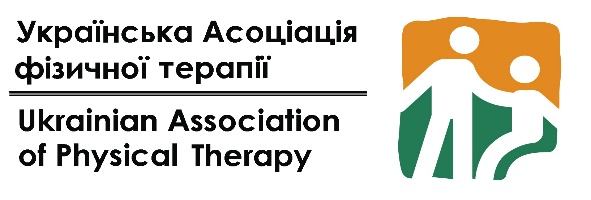 Українська Асоціація
фізичної терапії
Ukrainian Association
of Physical Therapy